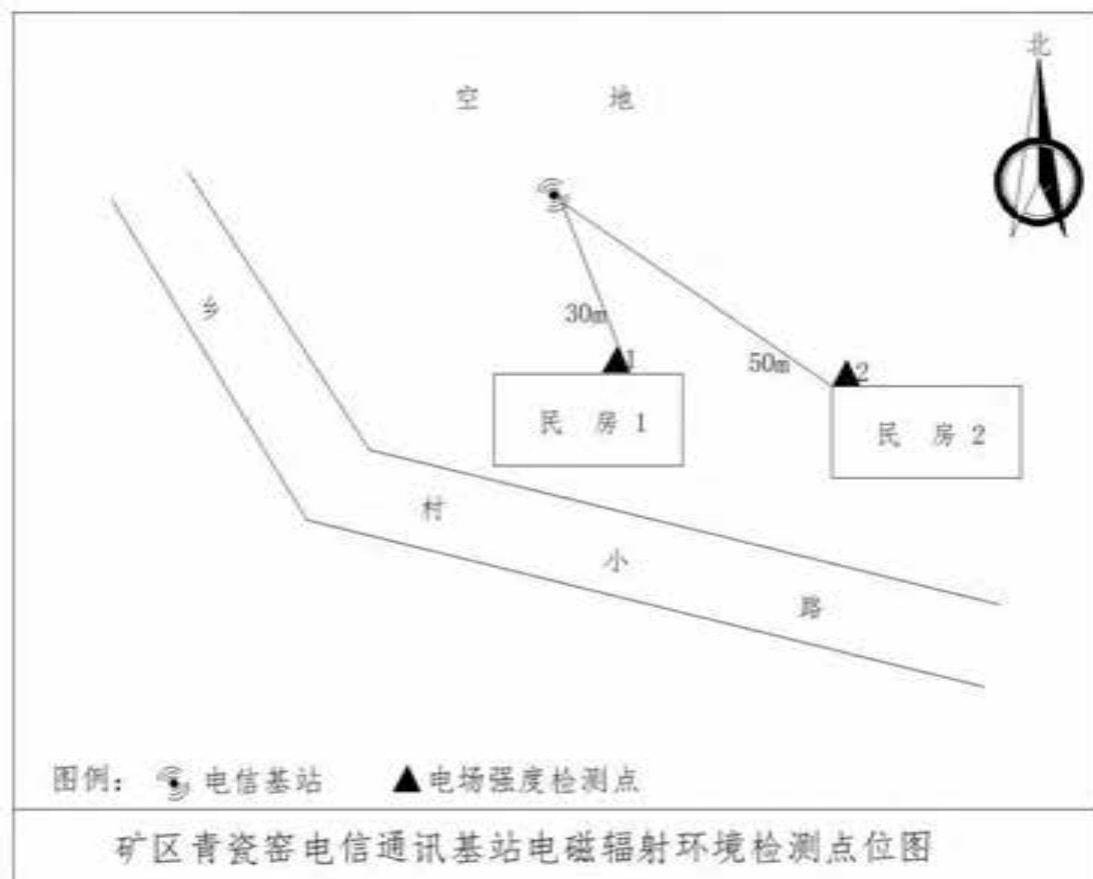 北
空 地
乡
30m
1
50m
2
民 房 1
民 房 2
村
小
路
图例： 电信基站 电场强度检测点
矿区青瓷窑电信通讯基站电磁辐射环境检测点位图